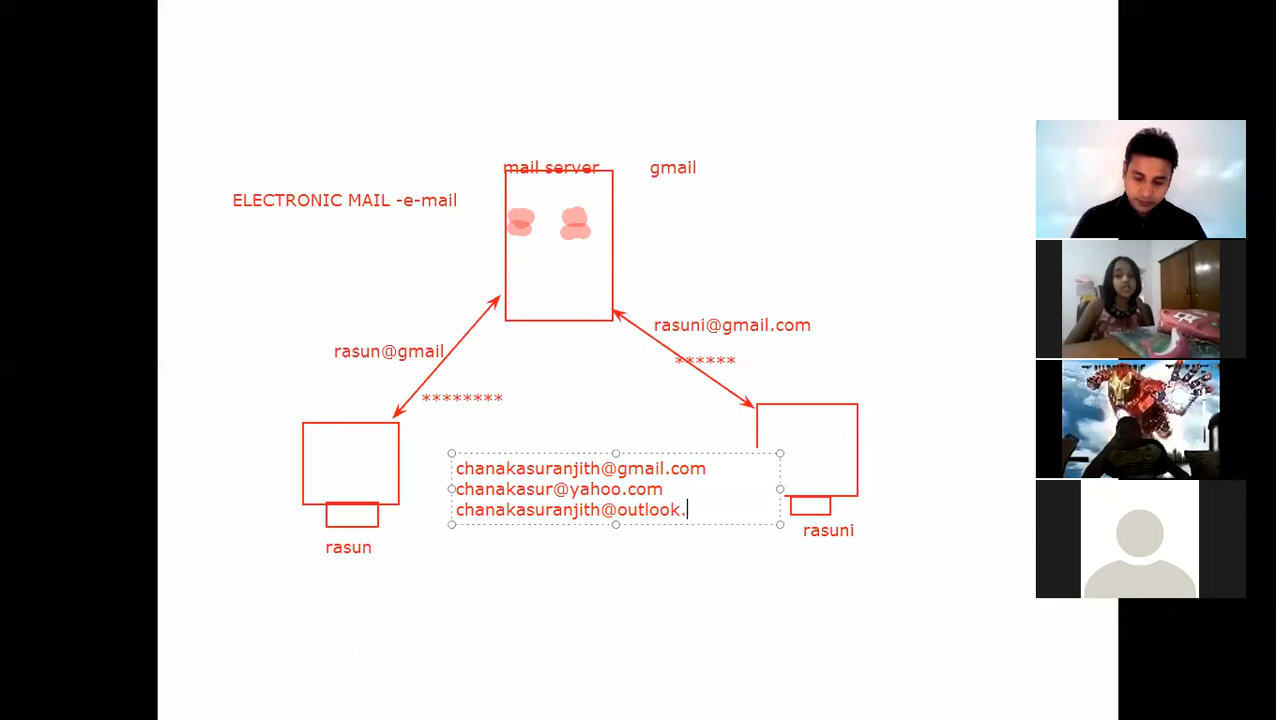 mail server
gmail
ELECTRONIC MAIL -e-mail
rasuni@gmail.com
rasun@gmail
******
********
chanakasuranjith@gmail.com
chanakasur@yahoo.com
chanakasuranjith@outlook.
rasuni
rasun